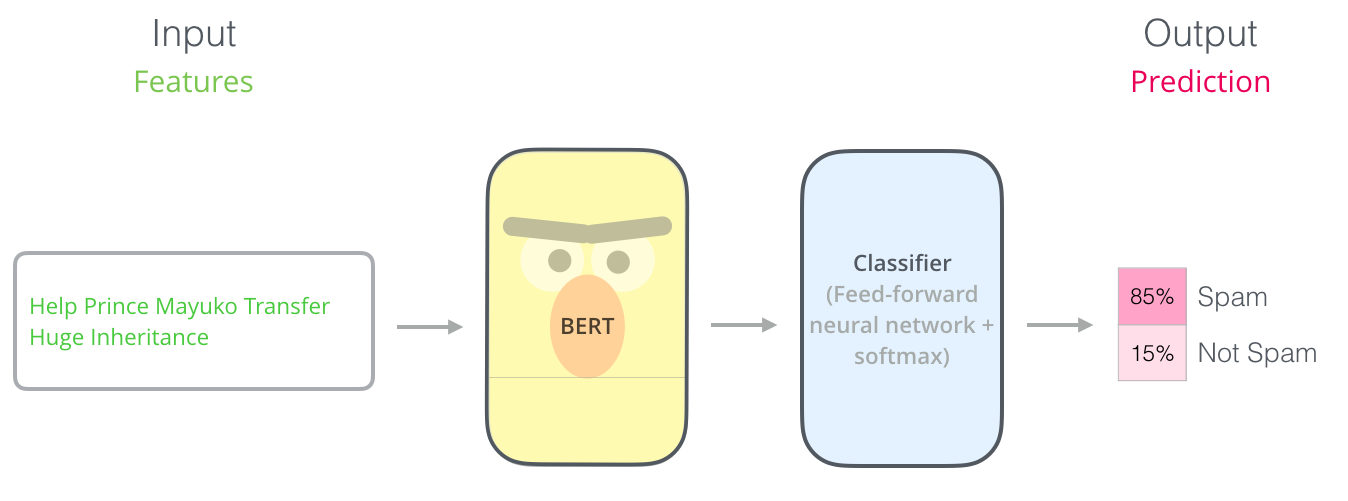 Input
Features
Output
Prediction
Help Prince Mayuko Transfer
Huge Inheritance
BERT
Classifier
(Feed-forward
neural network +
softmax)
85% Spam
15% Not Spam